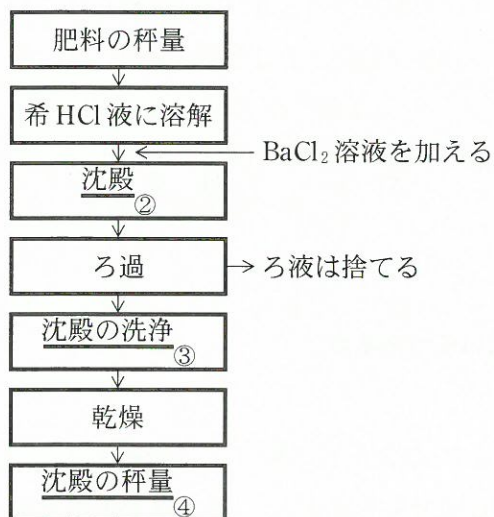 肥料の秤量
希 HCl 液に溶解
BaCl₂ 溶液を加える
沈殿②
ろ過
ろ液は捨てる
沈殿の洗浄③
乾燥
沈殿の秤量④